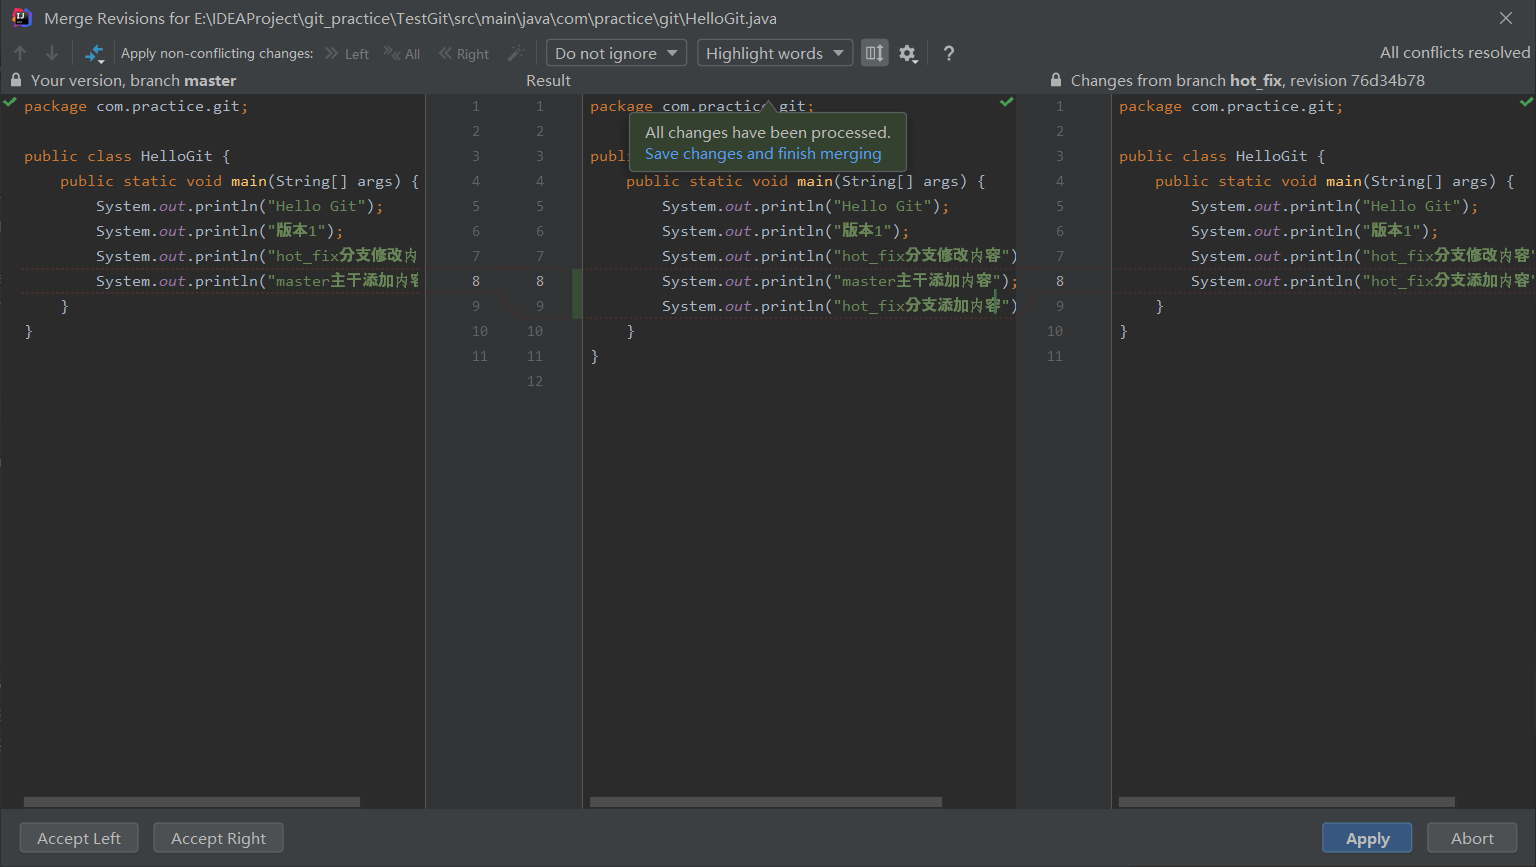 Merge Revisions for E:\IDEAProject\git_practice\TestGit\src\main\java\com\practice\git\HelloGit.java
Apply non-conflicting changes: Left All Right Do not ignore Highlight words ? All conflicts resolved
Your version, branch master
Result
Changes from branch hot_fix, revision 76d34b78
package com.practice.git;
public class HelloGit {
public static void main(String[] args) {
System.out.println("Hello Git");
System.out.println("版本1");
System.out.println("hot_fix分支修改内
System.out.println("master主干添加内容
}
}
1 1
2 2
3 3
4 4
5 5
6 6
7 7
8 8
9 9
10 10
11 11
12
package com.practice.git;
All changes have been processed.
Save changes and finish merging
publ
public static void main(String[] args) {
System.out.println("Hello Git");
System.out.println("版本1");
System.out.println("hot_fix分支修改内容")
System.out.println("master主干添加内容");
System.out.println("hot_fix分支添加内容")
}
}
1
2
3
4
5
6
7
8
9
10
11
package com.practice.git;
public class HelloGit {
public static void main(String[] args) {
System.out.println("Hello Git");
System.out.println("版本1");
System.out.println("hot_fix分支修改内容"
System.out.println("hot_fix分支添加内容"
}
}
Accept Left Accept Right Apply Abort